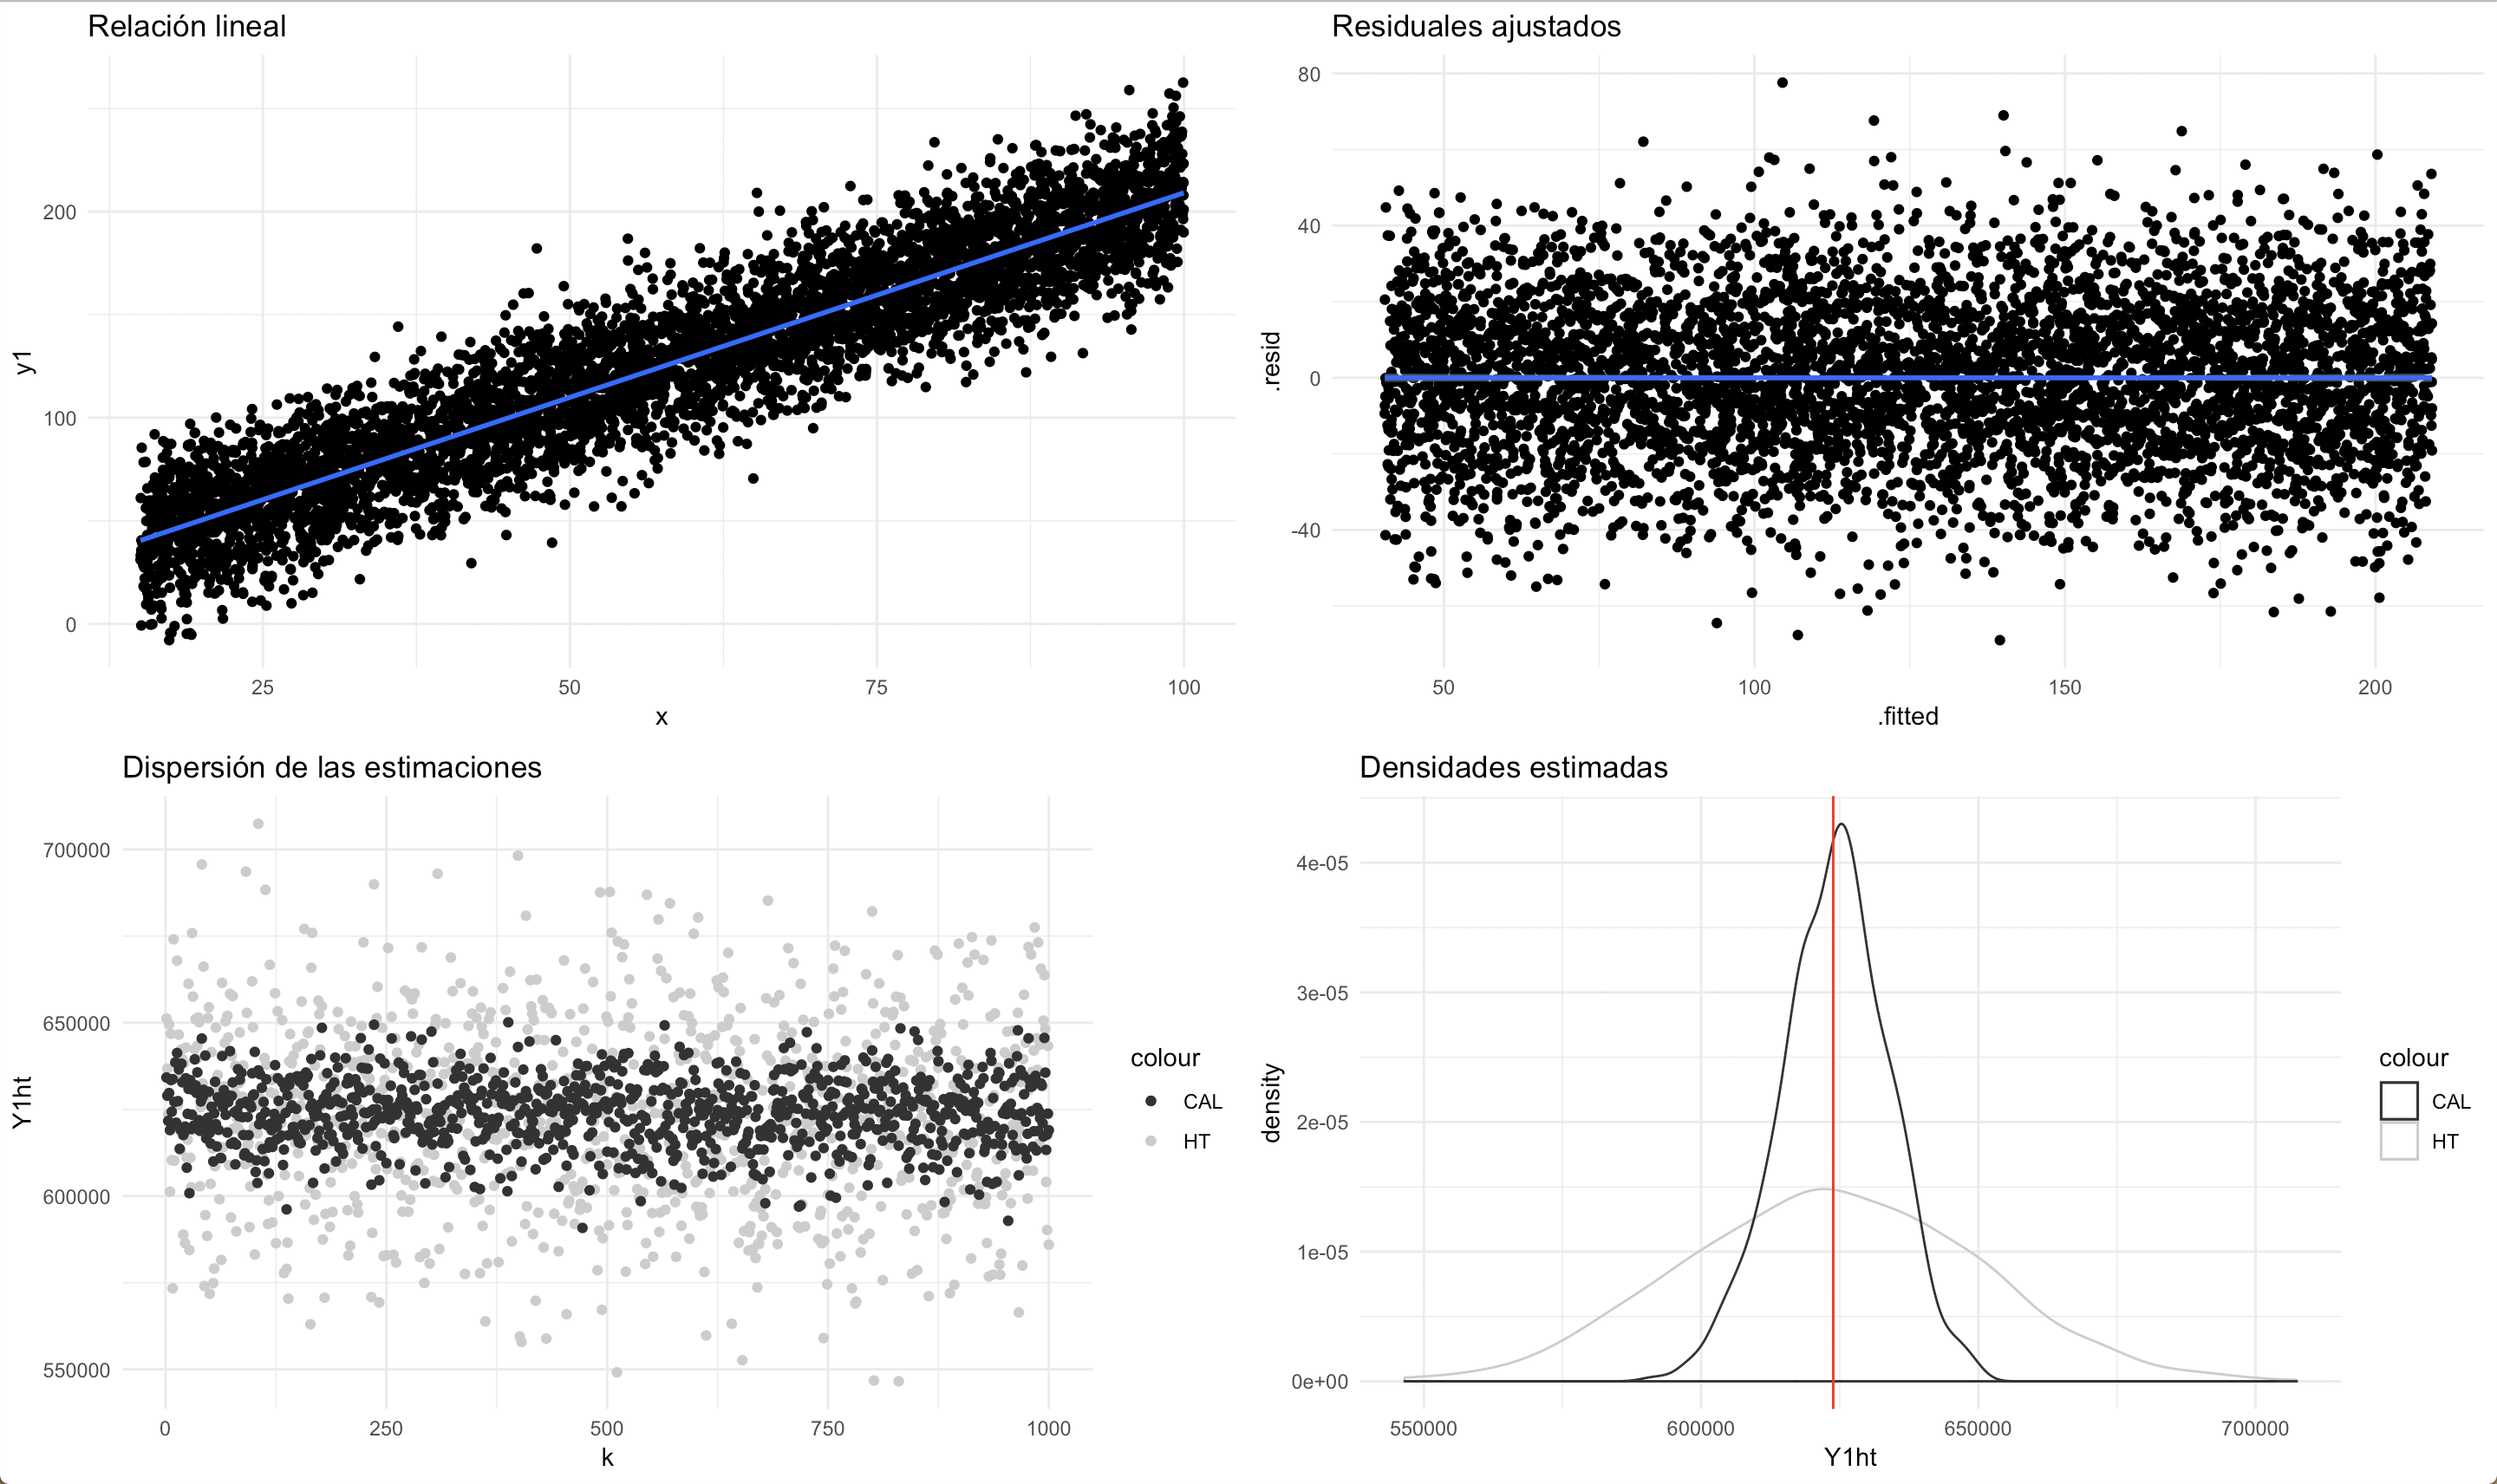 Relación lineal
y1
200
100
0
25
50
75
100
x
Residuales ajustados
.resid
80
40
0
-40
50
100
150
200
.fitted
Dispersión de las estimaciones
Y1ht
700000
650000
600000
550000
0
250
500
750
1000
k
colour
CAL
HT
Densidades estimadas
density
4e-05
3e-05
2e-05
1e-05
0e+00
550000
600000
650000
700000
Y1ht
colour
CAL
HT